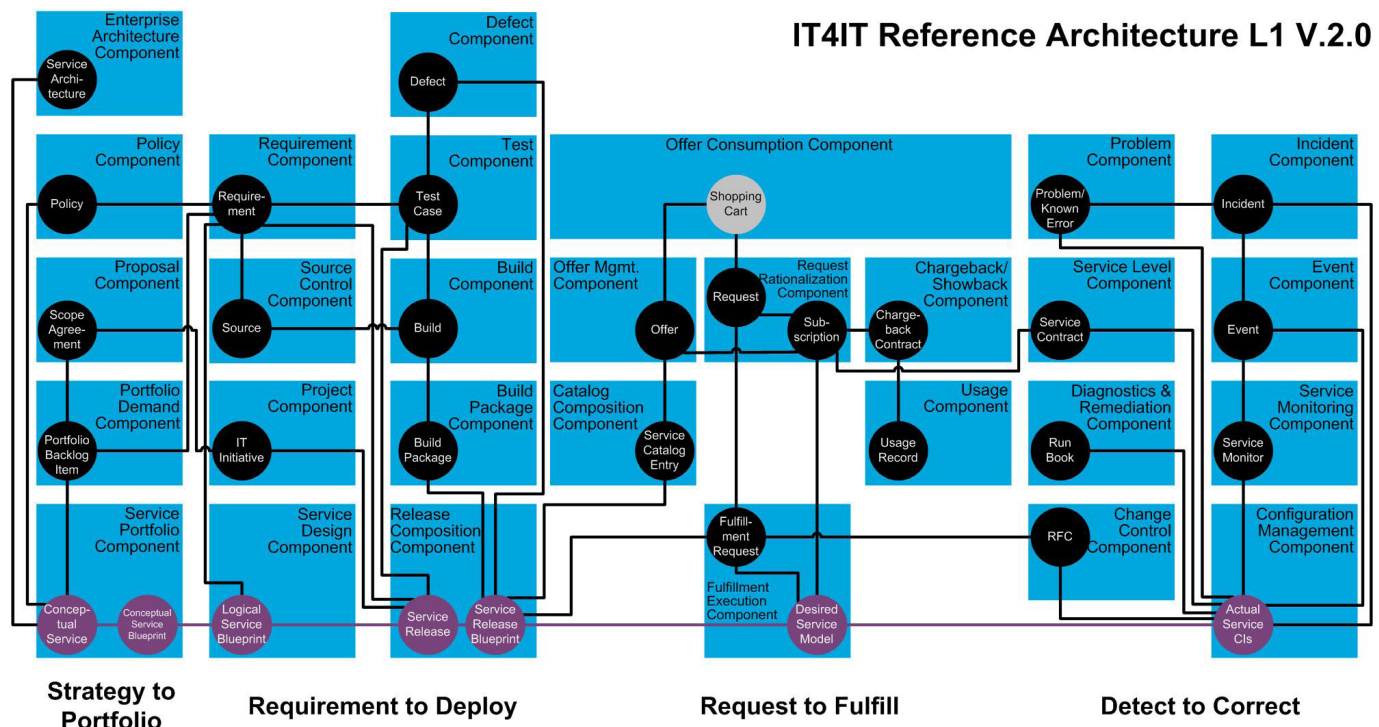 IT4IT Reference Architecture L1 V.2.0
Enterprise
Architecture
Component
Service
Archi-
tecture
Defect
Component
Defect
Policy
Component
Policy
Requirement
Component
Require-
ment
Test
Component
Test
Case
Offer Consumption Component
Shopping
Cart
Problem
Component
Problem/
Known
Error
Incident
Component
Incident
Proposal
Component
Scope
Agree-
ment
Source
Control
Component
Source
Build
Component
Build
Offer Mgmt.
Component
Offer
Request
Rationalization
Component
Request
Sub-
scription
Chargeback/
Showback
Component
Charge-
back
Contract
Service Level
Component
Service
Contract
Event
Component
Event
Portfolio
Demand
Component
Portfolio
Backlog
Item
Project
Component
IT
Initiative
Build
Package
Component
Build
Package
Catalog
Composition
Component
Service
Catalog
Entry
Usage
Component
Usage
Record
Diagnostics &
Remediation
Component
Run
Book
Service
Monitoring
Component
Service
Monitor
Service
Portfolio
Component
Concep-
tual
Service
Conceptual
Service
Blueprint
Service
Design
Component
Logical
Service
Blueprint
Release
Composition
Component
Service
Release
Service
Release
Blueprint
Fulfill-
ment
Request
Fulfillment
Execution
Component
Desired
Service
Model
Change
Control
Component
RFC
Configuration
Management
Component
Actual
Service
CIs
Strategy to
Portfolio
Requirement to Deploy
Request to Fulfill
Detect to Correct